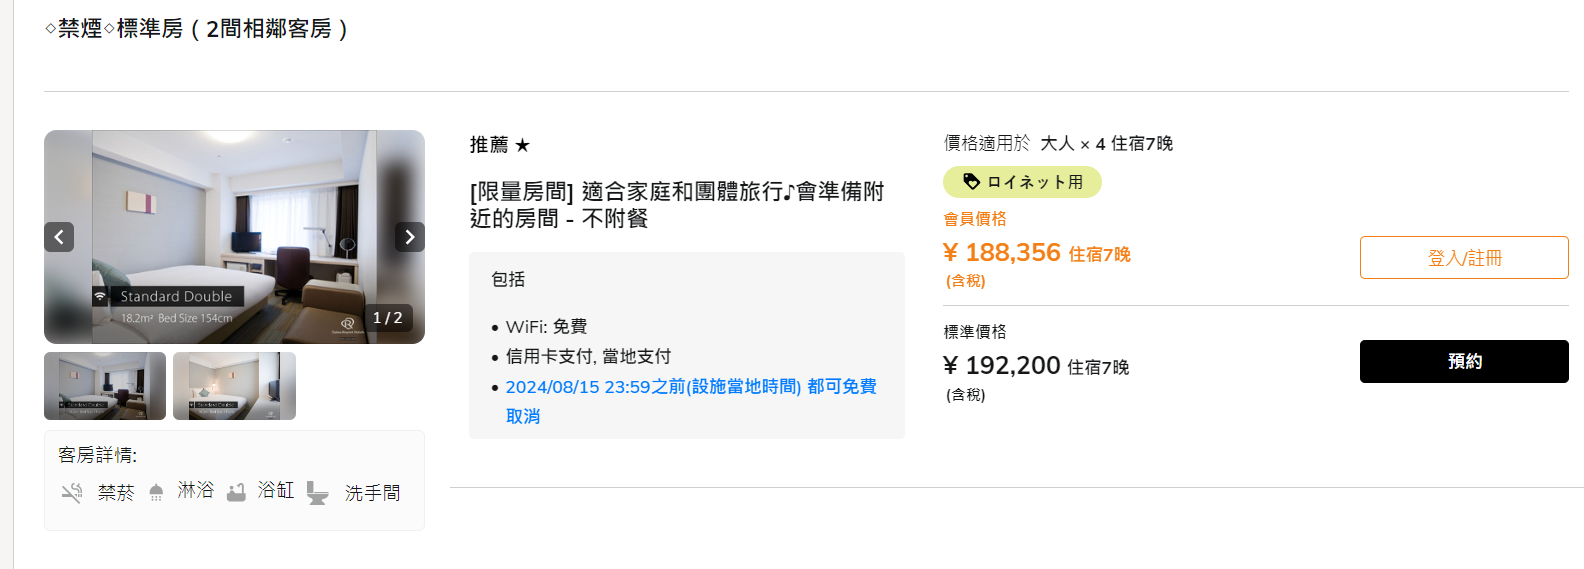 ◇禁煙◇標準房 ( 2間相鄰客房 )
Standard Double
18.2m² Bed Size 154cm
1 / 2
客房詳情:
禁菸 淋浴 浴缸 洗手間
推薦 ★
[限量房間] 適合家庭和團體旅行♪會準備附
近的房間 - 不附餐
包括
• WiFi: 免費
• 信用卡支付, 當地支付
• 2024/08/15 23:59之前(設施當地時間) 都可免費
取消
價格適用於 大人 × 4 住宿7晚
ロイネット用
會員價格
¥ 188,356 住宿7晚
(含稅)
登入/註冊
標準價格
¥ 192,200 住宿7晚
(含稅)
預約